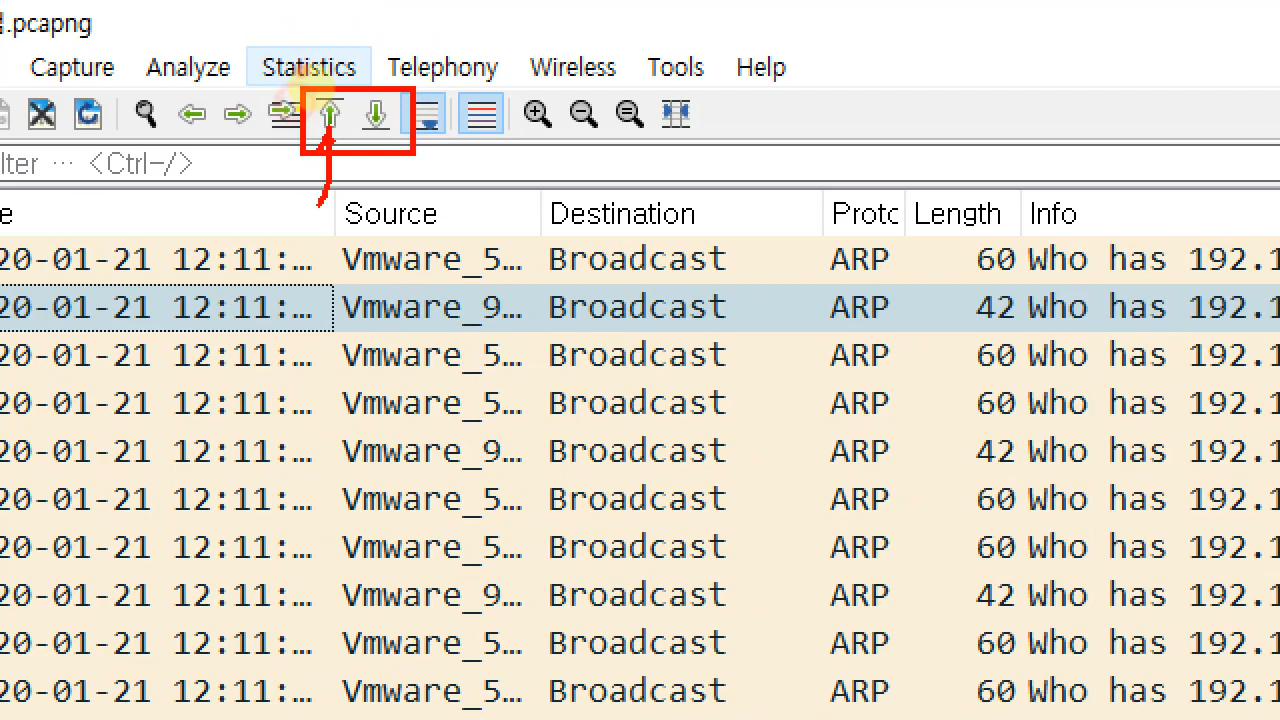 .pcapng
Capture Analyze Statistics Telephony Wireless Tools Help
lter ··· <Ctrl-/>
e Source Destination Proto Length Info
20-01-21 12:11:… Vmware_5… Broadcast ARP 60 Who has 192.1
20-01-21 12:11:… Vmware_9… Broadcast ARP 42 Who has 192.1
20-01-21 12:11:… Vmware_5… Broadcast ARP 60 Who has 192.1
20-01-21 12:11:… Vmware_5… Broadcast ARP 60 Who has 192.1
20-01-21 12:11:… Vmware_9… Broadcast ARP 42 Who has 192.1
20-01-21 12:11:… Vmware_5… Broadcast ARP 60 Who has 192.1
20-01-21 12:11:… Vmware_5… Broadcast ARP 60 Who has 192.1
20-01-21 12:11:… Vmware_9… Broadcast ARP 42 Who has 192.1
20-01-21 12:11:… Vmware_5… Broadcast ARP 60 Who has 192.1
20-01-21 12:11:… Vmware_5… Broadcast ARP 60 Who has 192.1